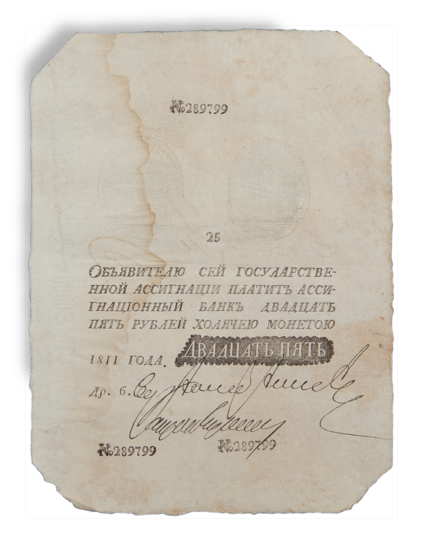 №289799
25
ОБЪЯВИТЕЛЮ СЕЙ ГОСУДАРСТВЕ-
ННОЙ АССИГНАЦІИ ПЛАТИТЪ АССИ-
ГНАЦІОННЫЙ БАНКЪ ДВАДЦАТЬ
ПЯТЬ РУБЛЕЙ ХОДЯЧЕЮ МОНЕТОЮ
1811 ГОДА. ДВАДЦАТЬ ПЯТЬ
др. б.
№289799 №289799